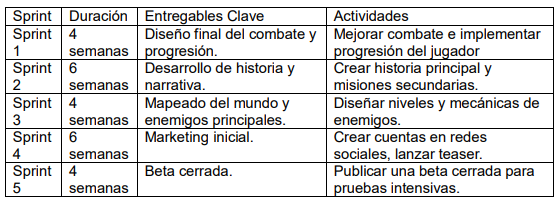 Sprint Duración Entregables Clave Actividades
Sprint 4 Diseño final del combate y Mejorar combate e implementar
1 semanas progresión. progresión del jugador
Sprint 6 Desarrollo de historia y Crear historia principal y
2 semanas narrativa. misiones secundarias.
Sprint 4 Mapeado del mundo y Diseñar niveles y mecánicas de
3 semanas enemigos principales. enemigos.
Sprint 6 Marketing inicial. Crear cuentas en redes
4 semanas sociales, lanzar teaser.
Sprint 4 Beta cerrada. Publicar una beta cerrada para
5 semanas pruebas intensivas.